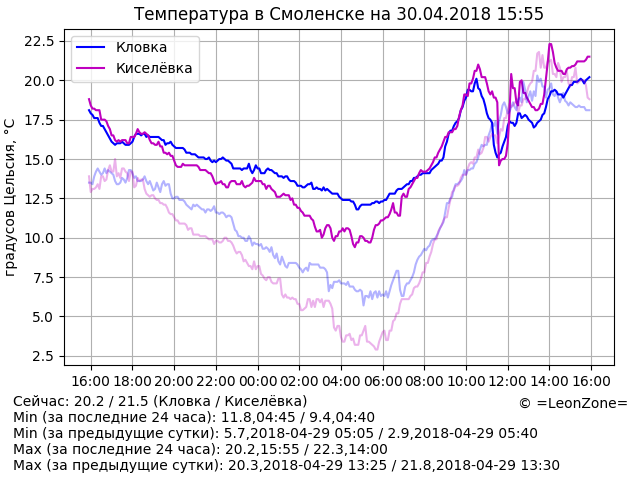 Температура в Смоленске на 30.04.2018 15:55
Кловка
Киселёвка
градусов Цельсия, °C
22.5
20.0
17.5
15.0
12.5
10.0
7.5
5.0
2.5
16:00 18:00 20:00 22:00 00:00 02:00 04:00 06:00 08:00 10:00 12:00 14:00 16:00
Сейчас: 20.2 / 21.5 (Кловка / Киселёвка)
© =LeonZone=
Min (за последние 24 часа): 11.8,04:45 / 9.4,04:40
Min (за предыдущие сутки): 5.7,2018-04-29 05:05 / 2.9,2018-04-29 05:40
Max (за последние 24 часа): 20.2,15:55 / 22.3,14:00
Max (за предыдущие сутки): 20.3,2018-04-29 13:25 / 21.8,2018-04-29 13:30